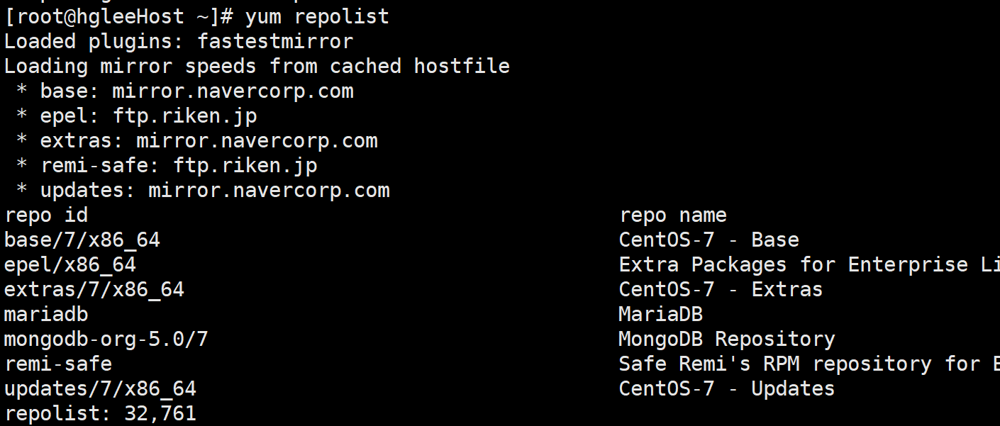 [root@hgleeHost ~]# yum repolist
Loaded plugins: fastestmirror
Loading mirror speeds from cached hostfile
 * base: mirror.navercorp.com
 * epel: ftp.riken.jp
 * extras: mirror.navercorp.com
 * remi-safe: ftp.riken.jp
 * updates: mirror.navercorp.com
repo id repo name
base/7/x86_64 CentOS-7 - Base
epel/x86_64 Extra Packages for Enterprise Li
extras/7/x86_64 CentOS-7 - Extras
mariadb MariaDB
mongodb-org-5.0/7 MongoDB Repository
remi-safe Safe Remi's RPM repository for
updates/7/x86_64 CentOS-7 - Updates
repolist: 32,761